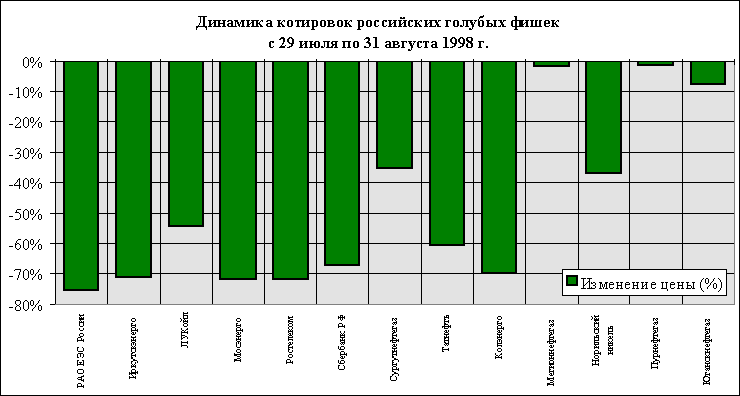 Динамика котировок российских голубых фишек
с 29 июля по 31 августа 1998 г.
0%
-10%
-20%
-30%
-40%
-50%
-60%
-70%
-80%
Изменение цены (%)
РАО ЕЭС России
Иркутскэнерго
ЛУКойл
Мосэнерго
Ростелеком
Сбербанк РФ
Сургутнефтегаз
Татнефть
Колэнерго
Мегионнефтегаз
Норильский
никель
Пурнефтегаз
Юганскнефтегаз